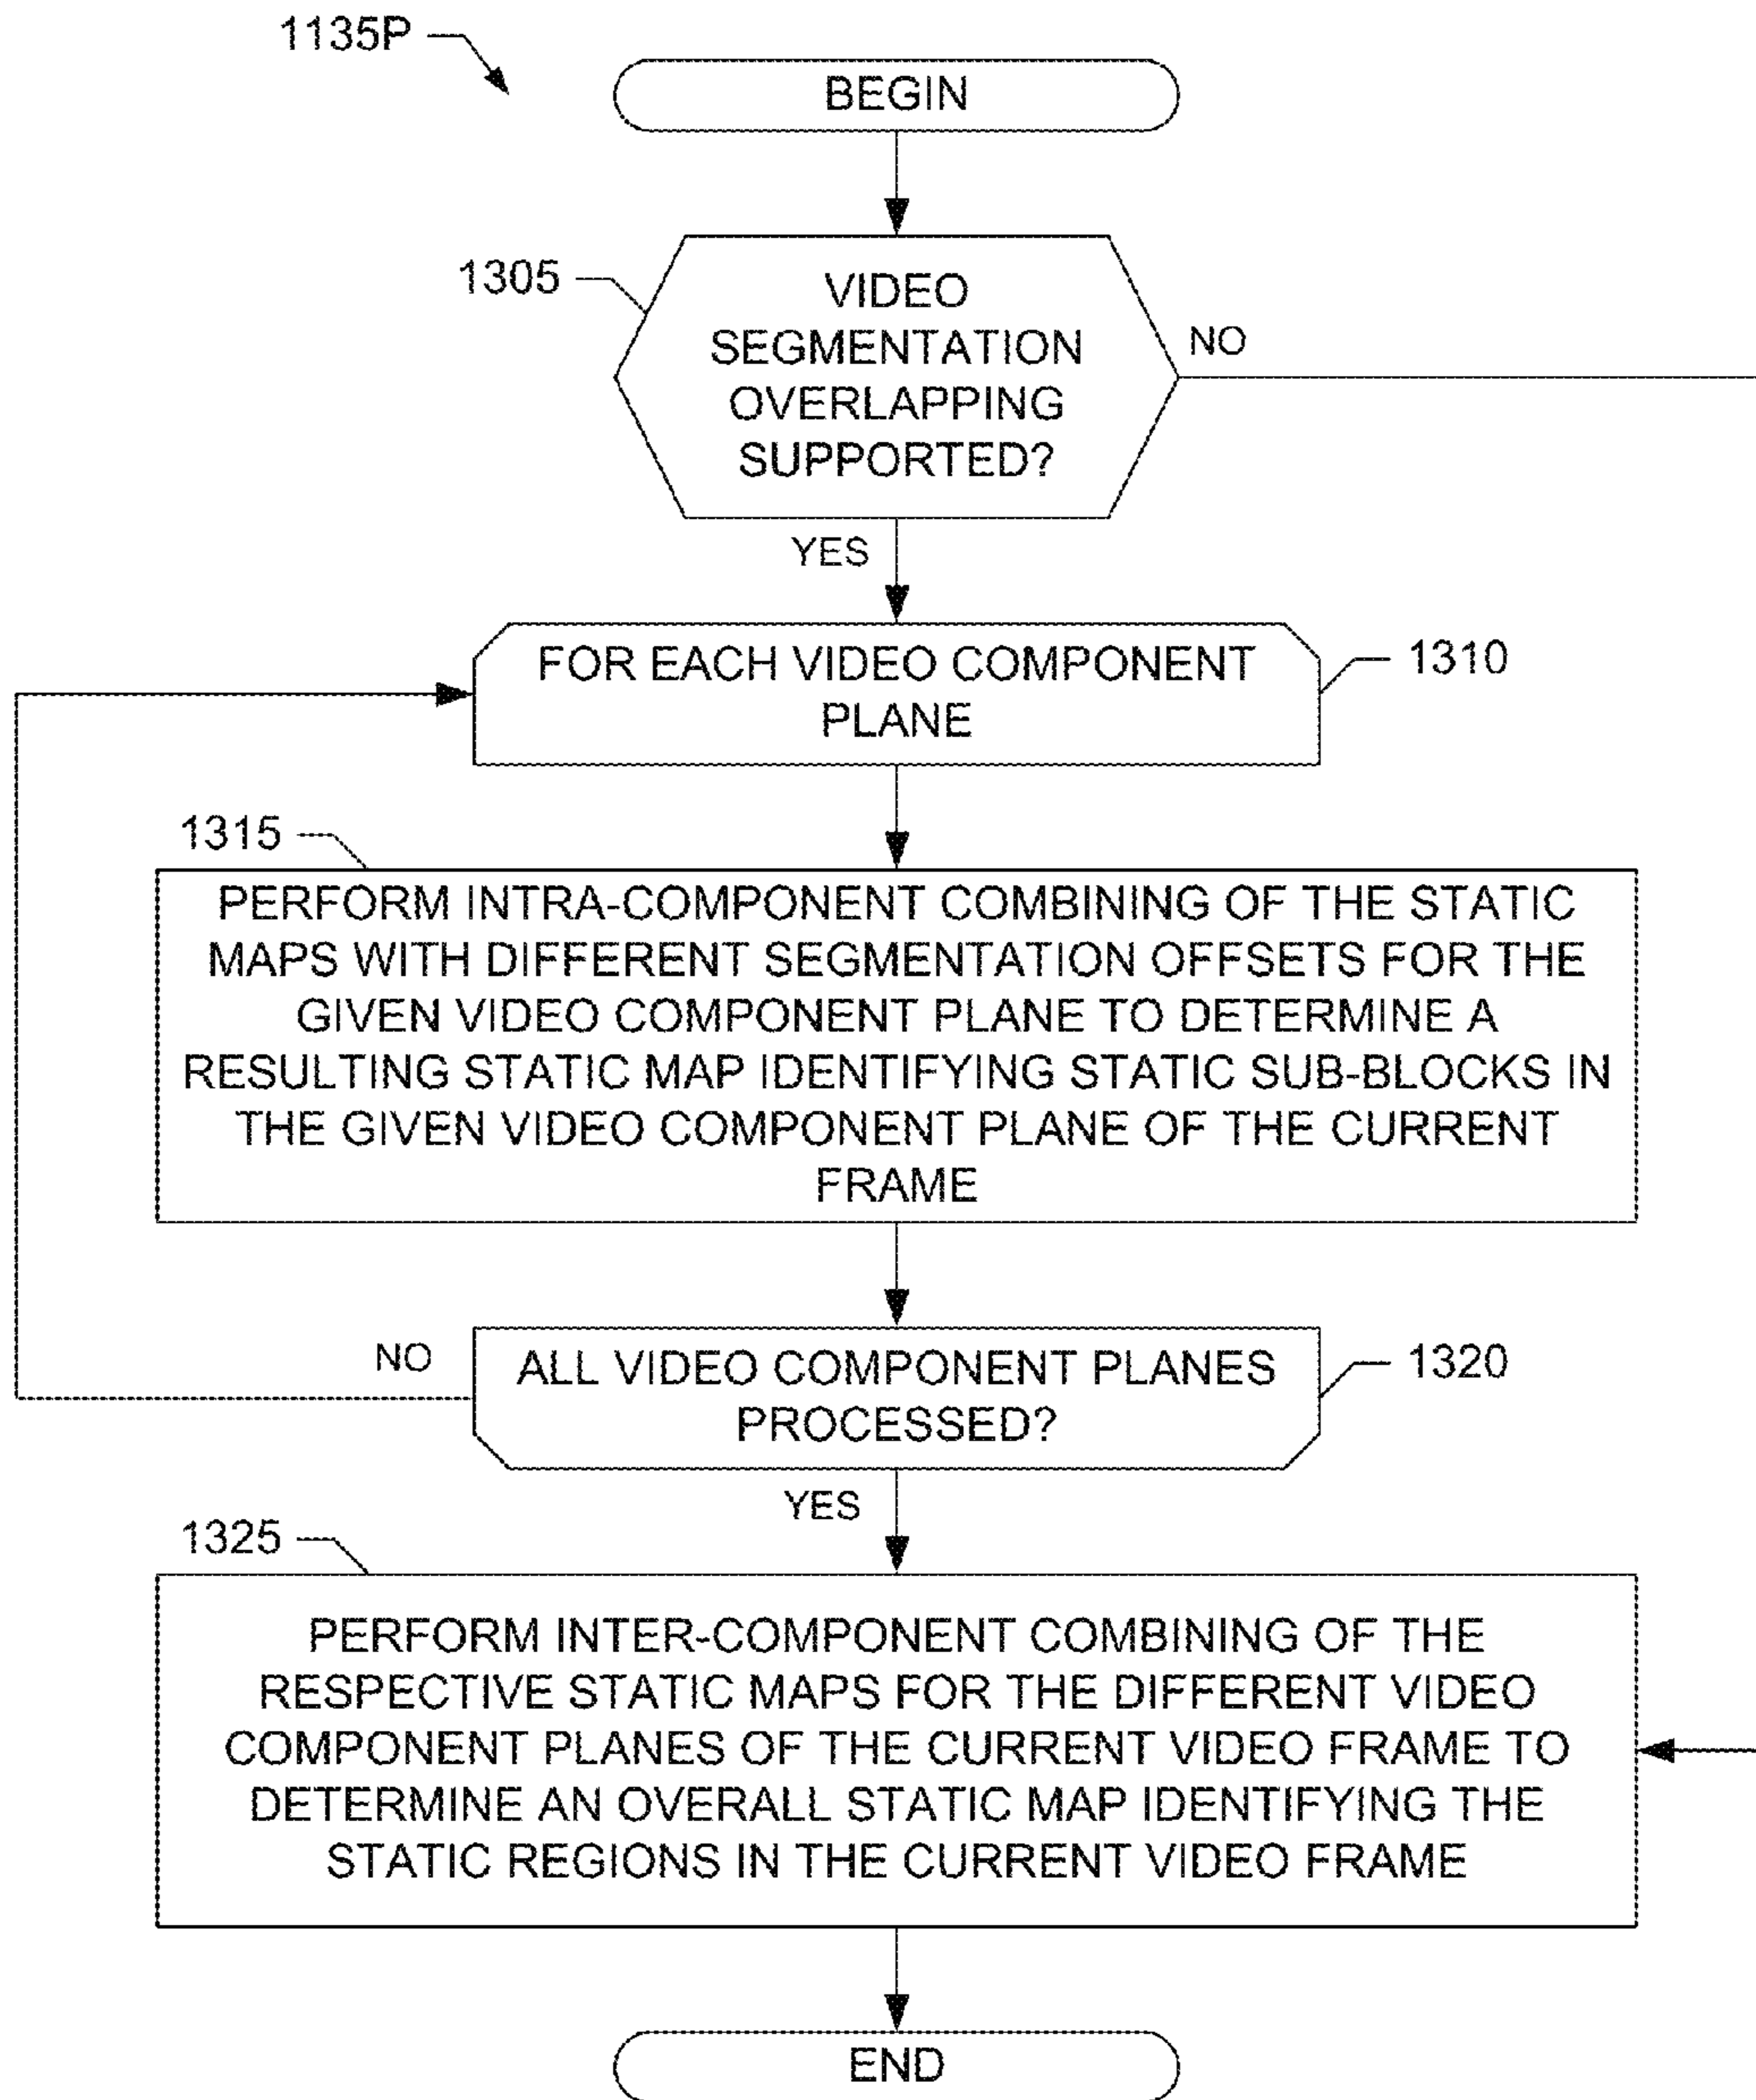 1135P
BEGIN
1305
VIDEO
SEGMENTATION
OVERLAPPING
SUPPORTED?
NO
YES
FOR EACH VIDEO COMPONENT
PLANE
1310
1315
PERFORM INTRA-COMPONENT COMBINING OF THE STATIC
MAPS WITH DIFFERENT SEGMENTATION OFFSETS FOR THE
GIVEN VIDEO COMPONENT PLANE TO DETERMINE A
RESULTING STATIC MAP IDENTIFYING STATIC SUB-BLOCKS IN
THE GIVEN VIDEO COMPONENT PLANE OF THE CURRENT
FRAME
NO
ALL VIDEO COMPONENT PLANES
PROCESSED?
1320
YES
1325
PERFORM INTER-COMPONENT COMBINING OF THE
RESPECTIVE STATIC MAPS FOR THE DIFFERENT VIDEO
COMPONENT PLANES OF THE CURRENT VIDEO FRAME TO
DETERMINE AN OVERALL STATIC MAP IDENTIFYING THE
STATIC REGIONS IN THE CURRENT VIDEO FRAME
END